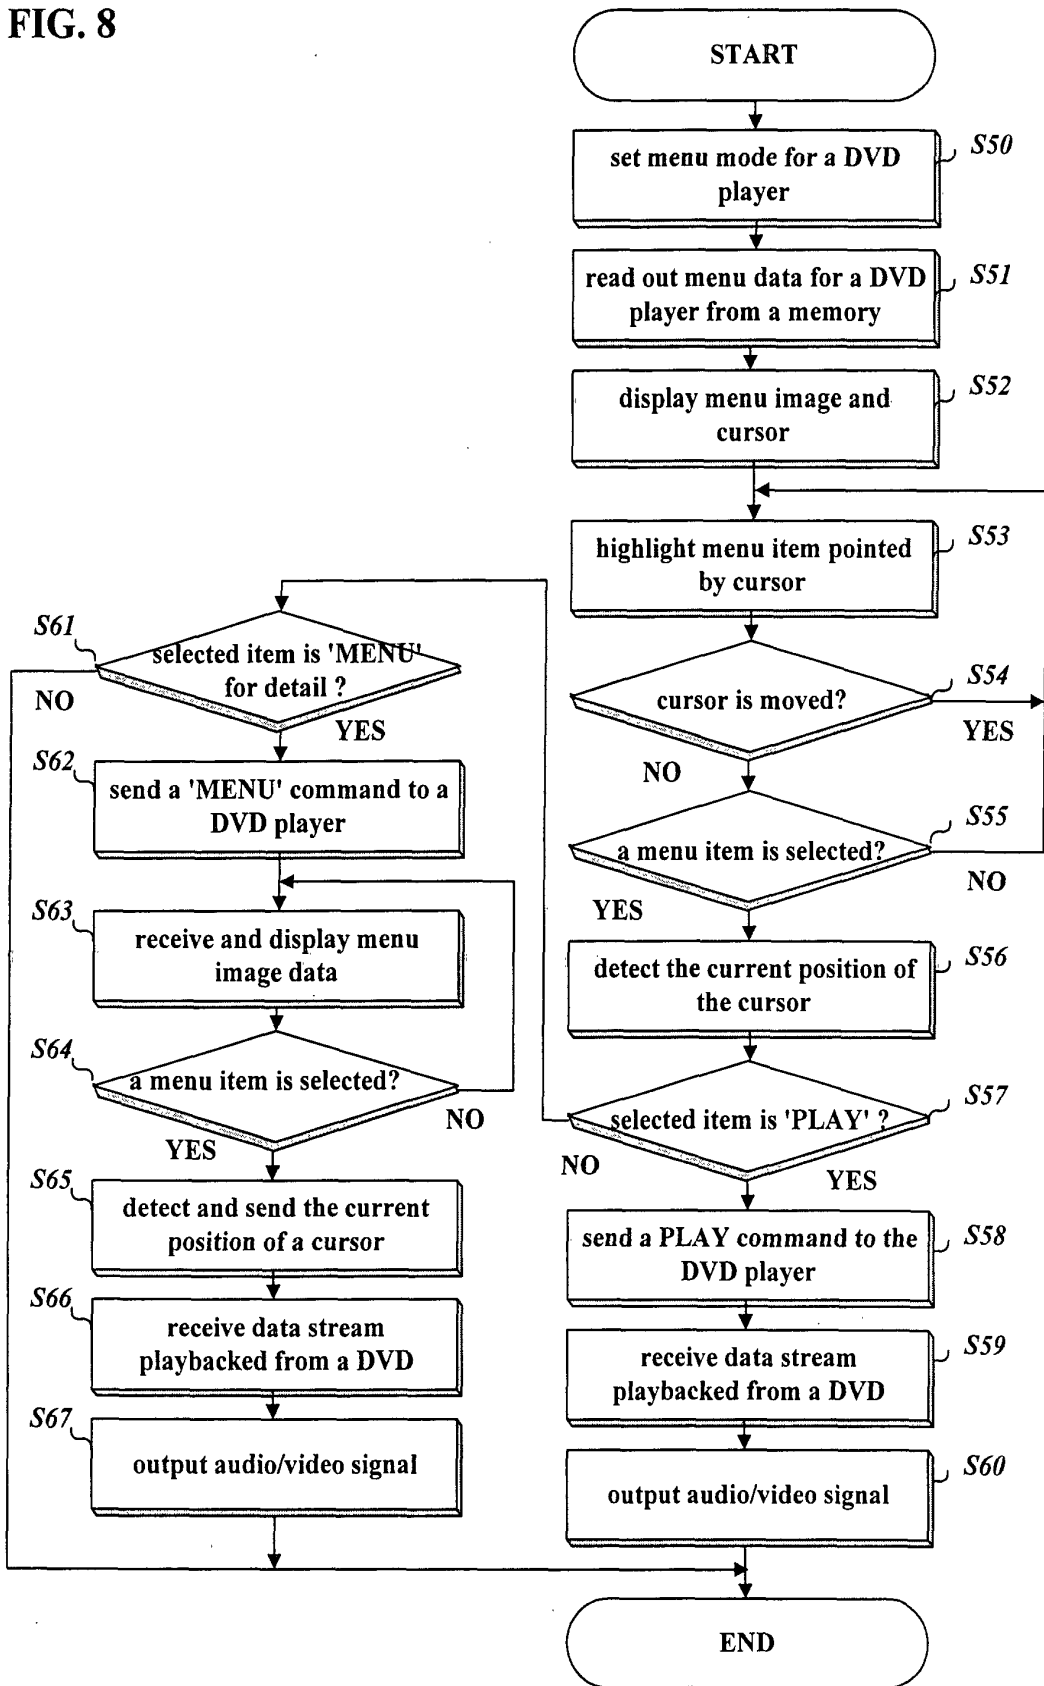 FIG. 8
START
set menu mode for a DVD
player
S50
read out menu data for a DVD
player from a memory
S51
display menu image and
cursor
S52
highlight menu item pointed
by cursor
S53
cursor is moved?
S54
YES
NO
a menu item is selected?
S55
NO
YES
detect the current position of
the cursor
S56
selected item is 'PLAY' ?
S57
NO
YES
send a PLAY command to the
DVD player
S58
receive data stream
playbacked from a DVD
S59
output audio/video signal
S60
S61
selected item is 'MENU'
for detail ?
NO
YES
S62
send a 'MENU' command to a
DVD player
S63
receive and display menu
image data
S64
a menu item is selected?
NO
YES
S65
detect and send the current
position of a cursor
S66
receive data stream
playbacked from a DVD
S67
output audio/video signal
END